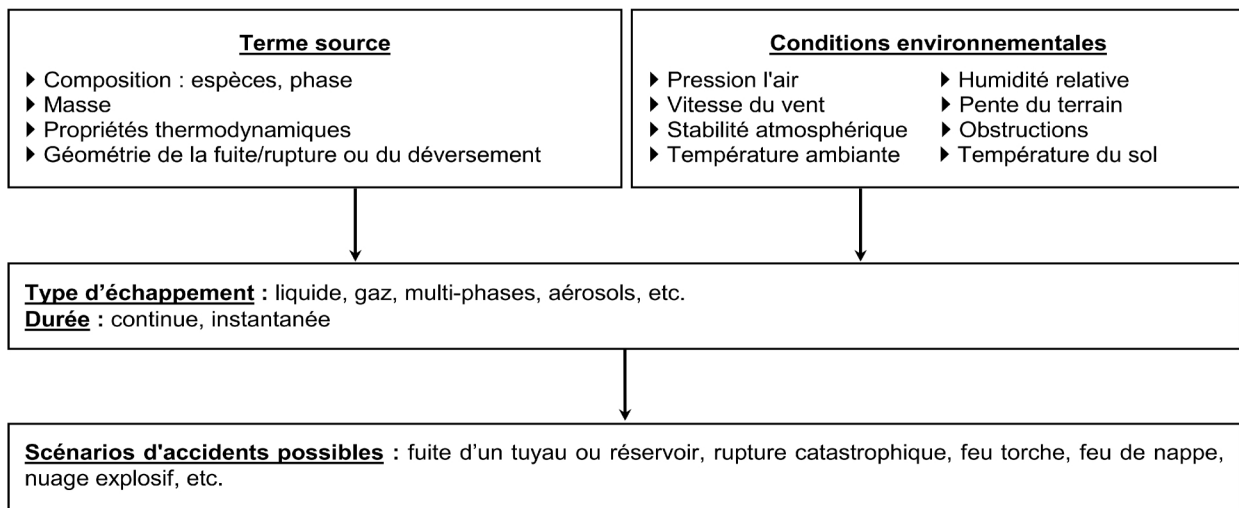 Terme source
▶ Composition : espèces, phase
▶ Masse
▶ Propriétés thermodynamiques
▶ Géométrie de la fuite/rupture ou du déversement
Conditions environnementales
▶ Pression l'air
▶ Vitesse du vent
▶ Stabilité atmosphérique
▶ Température ambiante
▶ Humidité relative
▶ Pente du terrain
▶ Obstructions
▶ Température du sol
Type d’échappement : liquide, gaz, multi-phases, aérosols, etc.
Durée : continue, instantanée
Scénarios d'accidents possibles : fuite d’un tuyau ou réservoir, rupture catastrophique, feu torche, feu de nappe,
nuage explosif, etc.